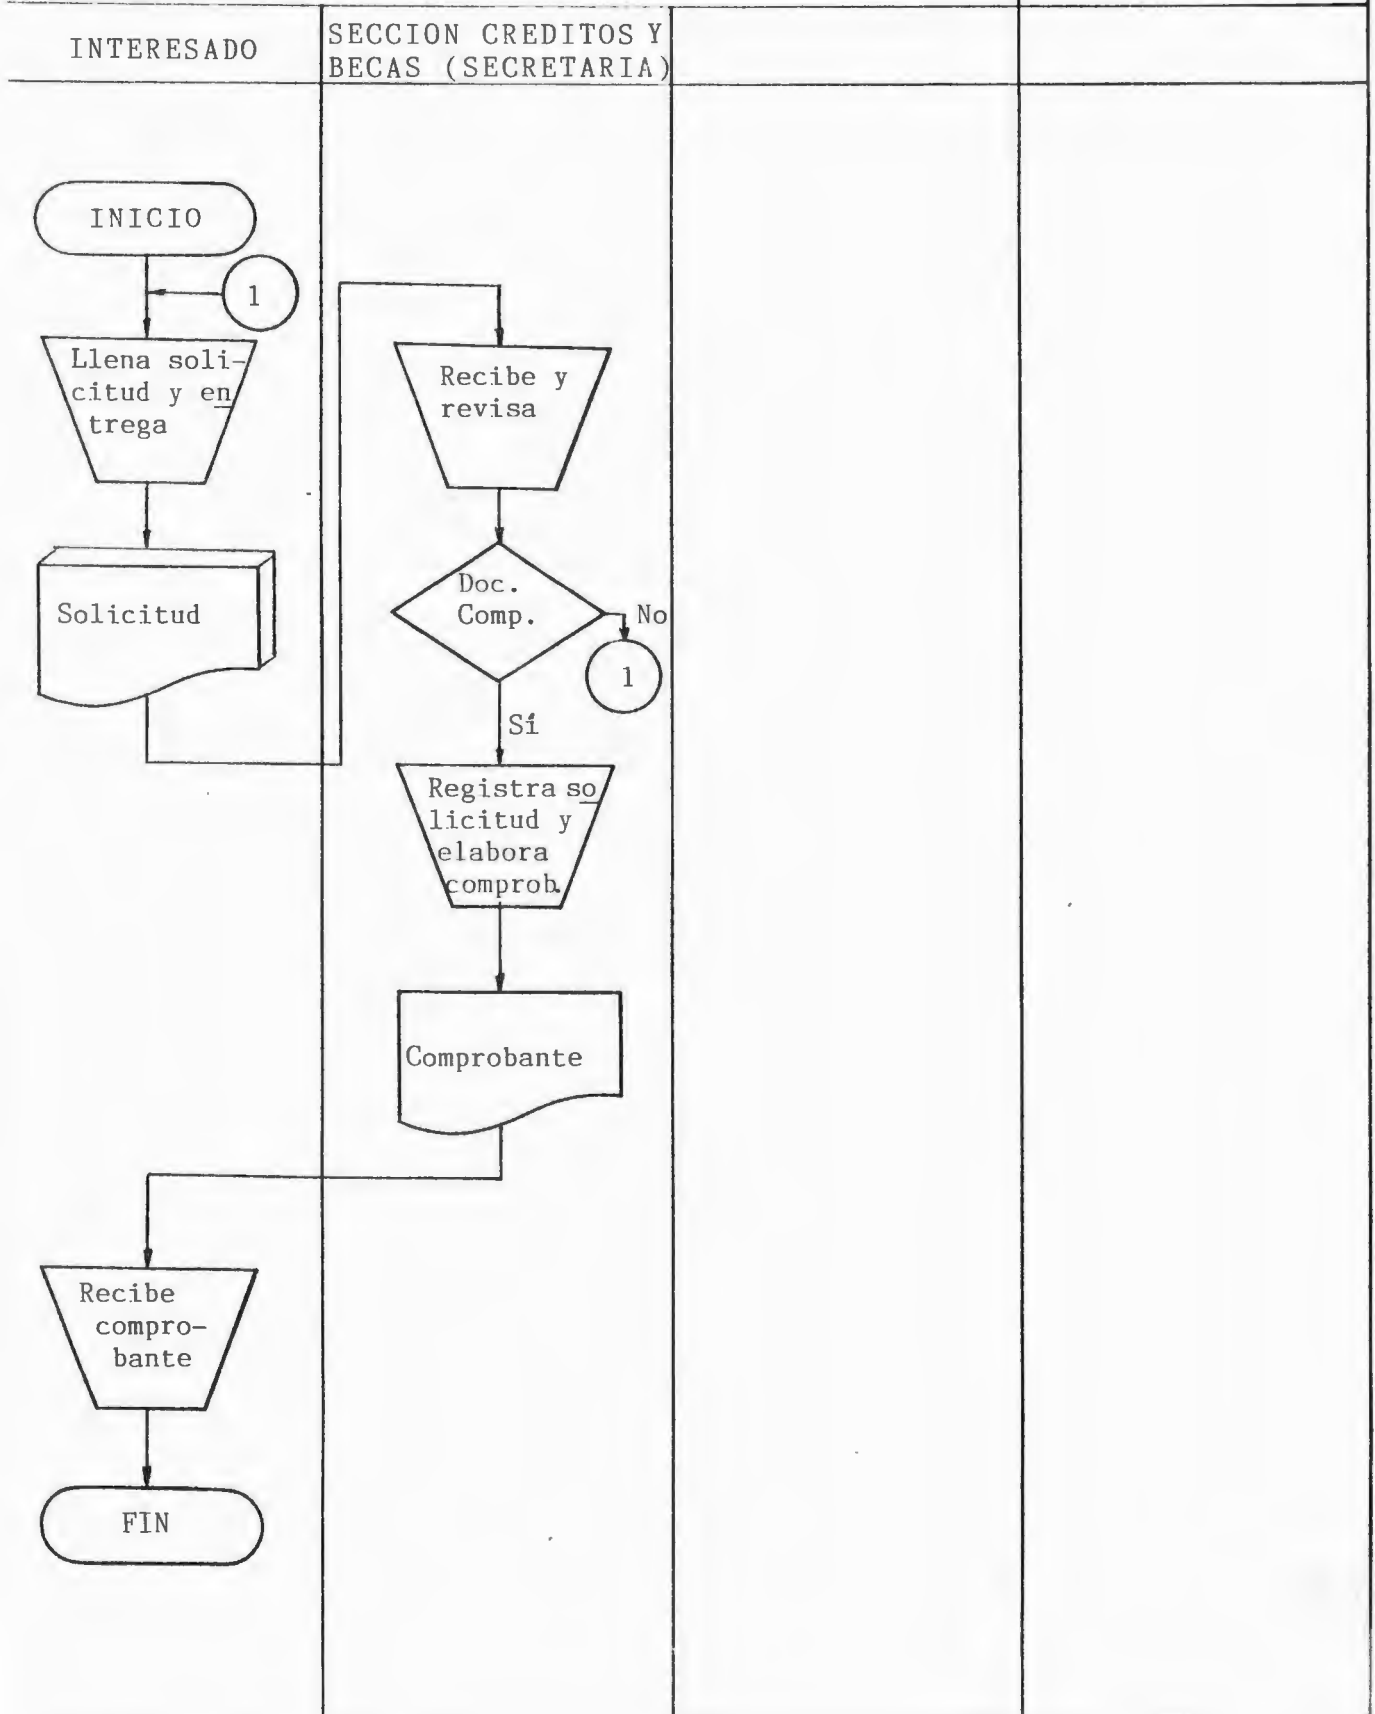 INTERESADO
SECCION CREDITOS Y
BECAS (SECRETARIA)
INICIO
1
Llena soli-
citud y en
trega
Solicitud
Recibe y
revisa
Doc.
Comp.
No
1
Sí
Registra so
licitud y
elabora
comprob.
Comprobante
Recibe
compro-
bante
FIN